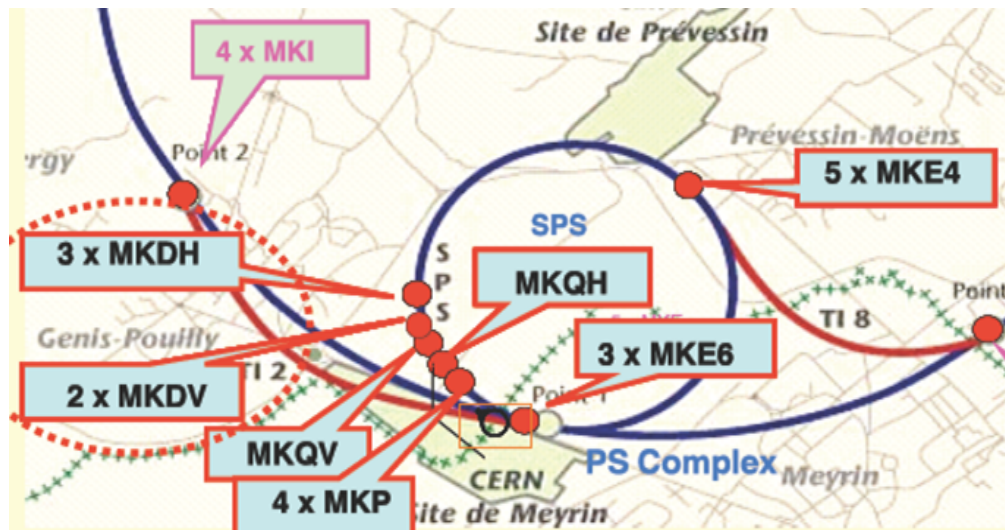 Site de Prévessin
4 x MKI
Point 2
ergy
Prévessin-Moëns
5 x MKE4
SPS
3 x MKDH
S
P
S
MKQH
Point
TI 8
Genis-Pouilly
3 x MKE6
TI 2
2 x MKDV
Point 1
MKQV
PS Complex
CERN
Meyrin
4 x MKP
Site de Meyrin